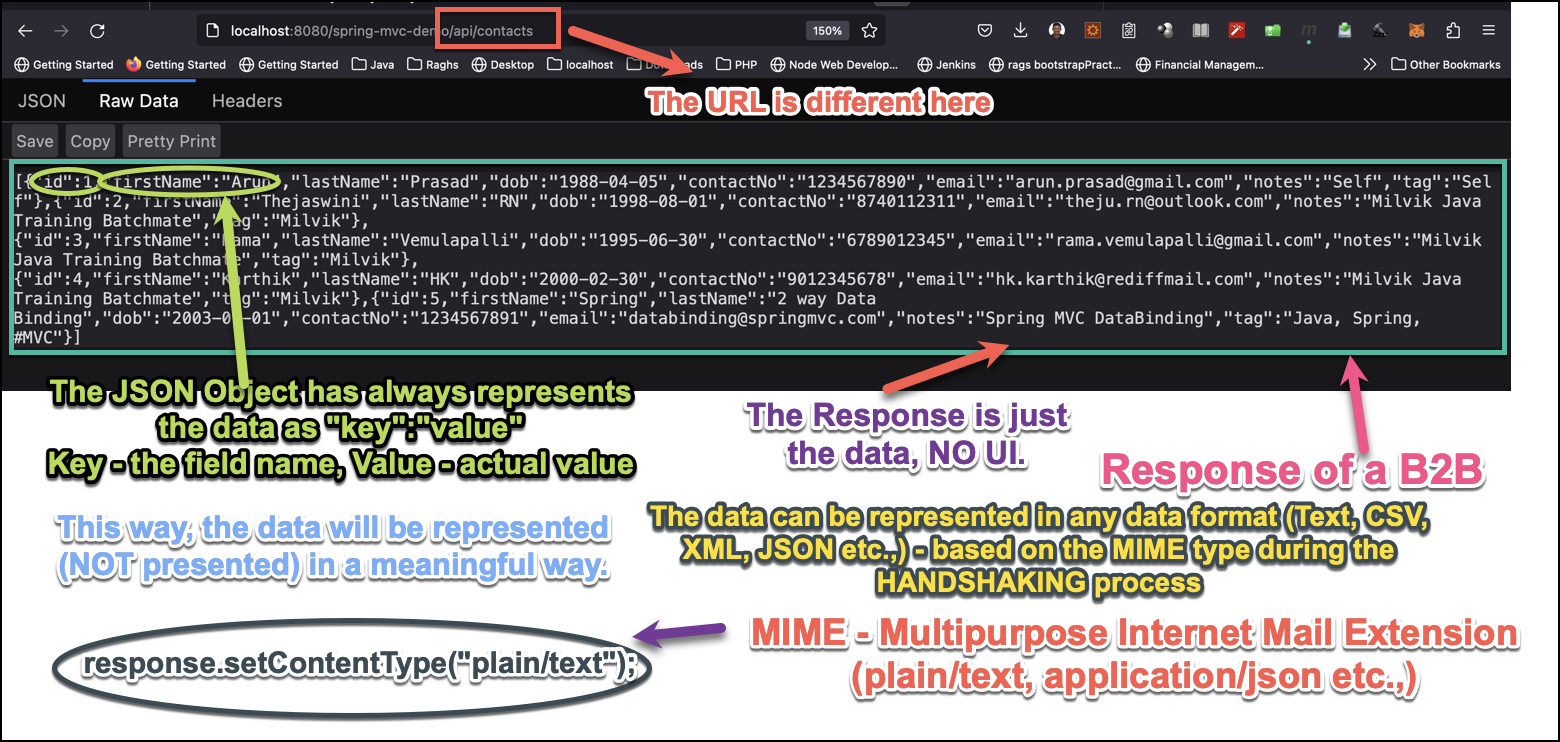 localhost:8080/spring-mvc-demo/api/contacts
150%
Getting Started Getting Started Getting Started Java Raghs Desktop localhost Downloads PHP Node Web Develop... Jenkins rags bootstrapPract... Financial Managem... Other Bookmarks
JSON Raw Data Headers
The URL is different here
Save Copy Pretty Print
[{"id":1,"firstName":"Arun","lastName":"Prasad","dob":"1988-04-05","contactNo":"1234567890","email":"arun.prasad@gmail.com","notes":"Self","tag":"Sel
f"},{"id":2,"firstName":"Thejaswini","lastName":"RN","dob":"1998-08-01","contactNo":"8740112311","email":"theju.rn@outlook.com","notes":"Milvik Java
Training Batchmate","tag":"Milvik"},
{"id":3,"firstName":"Rama","lastName":"Vemulapalli","dob":"1995-06-30","contactNo":"6789012345","email":"rama.vemulapalli@gmail.com","notes":"Milvik
Java Training Batchmate","tag":"Milvik"},
{"id":4,"firstName":"Karthik","lastName":"HK","dob":"2000-02-30","contactNo":"9012345678","email":"hk.karthik@rediffmail.com","notes":"Milvik Java
Training Batchmate","tag":"Milvik"},{"id":5,"firstName":"Spring","lastName":"2 way Data
Binding","dob":" ","contactNo":"1234567891","email":"databinding@springmvc.com","notes":"Spring MVC DataBinding","tag":"Java, Spring,
#MVC"}]
The JSON Object has always represents
the data as "key":"value"
Key - the field name, Value - actual value
The Response is just
the data, NO UI.
Response of a B2B
This way, the data will be represented
(NOT presented) in a meaningful way.
The data can be represented in any data format (Text, CSV,
XML, JSON etc.,) - based on the MIME type during the
HANDSHAKING process
response.setContentType("plain/text");
MIME - Multipurpose Internet Mail Extension
(plain/text, application/json etc.,)